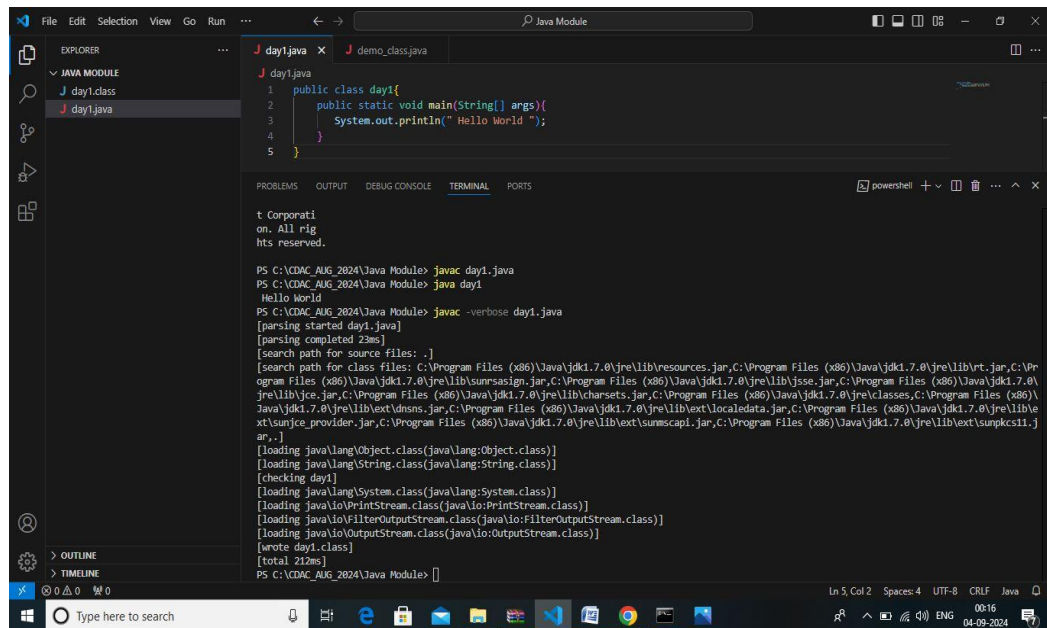 File Edit Selection View Go Run ···
Java Module
EXPLORER ···
JAVA MODULE
J day1.class
J day1.java
J day1.java X J demo_class.java
J day1.java
1 public class day1{
2 public static void main(String[] args){
3 System.out.println(" Hello World ");
4 }
5 }
PROBLEMS OUTPUT DEBUG CONSOLE TERMINAL PORTS
powershell
t Corporati
on. All rig
hts reserved.
PS C:\CDAC_AUG_2024\Java Module> javac day1.java
PS C:\CDAC_AUG_2024\Java Module> java day1
Hello World
PS C:\CDAC_AUG_2024\Java Module> javac -verbose day1.java
[parsing started day1.java]
[parsing completed 23ms]
[search path for source files: .]
[search path for class files: C:\Program Files (x86)\Java\jdk1.7.0\jre\lib\resources.jar,C:\Program Files (x86)\Java\jdk1.7.0\jre\lib\rt.jar,C:\Pr
ogram Files (x86)\Java\jdk1.7.0\jre\lib\sunrsasign.jar,C:\Program Files (x86)\Java\jdk1.7.0\jre\lib\jsse.jar,C:\Program Files (x86)\Java\jdk1.7.0\
jre\lib\jce.jar,C:\Program Files (x86)\Java\jdk1.7.0\jre\lib\charsets.jar,C:\Program Files (x86)\Java\jdk1.7.0\jre\classes,C:\Program Files (x86)\
Java\jdk1.7.0\jre\lib\ext\dnsns.jar,C:\Program Files (x86)\Java\jdk1.7.0\jre\lib\ext\localedata.jar,C:\Program Files (x86)\Java\jdk1.7.0\jre\lib\e
xt\sunjce_provider.jar,C:\Program Files (x86)\Java\jdk1.7.0\jre\lib\ext\sunmscapi.jar,C:\Program Files (x86)\Java\jdk1.7.0\jre\lib\ext\sunpkcs11.j
ar,.]
[loading java\lang\Object.class(java\lang:Object.class)]
[loading java\lang\String.class(java\lang:String.class)]
[checking day1]
[loading java\lang\System.class(java\lang:System.class)]
[loading java\io\PrintStream.class(java\io:PrintStream.class)]
[loading java\io\FilterOutputStream.class(java\io:FilterOutputStream.class)]
[loading java\io\OutputStream.class(java\io:OutputStream.class)]
[wrote day1.class]
[total 212ms]
PS C:\CDAC_AUG_2024\Java Module>
OUTLINE
TIMELINE
0 0 0 Ln 5, Col 2 Spaces: 4 UTF-8 CRLF Java
Type here to search
ENG
00:16
04-09-2024
7